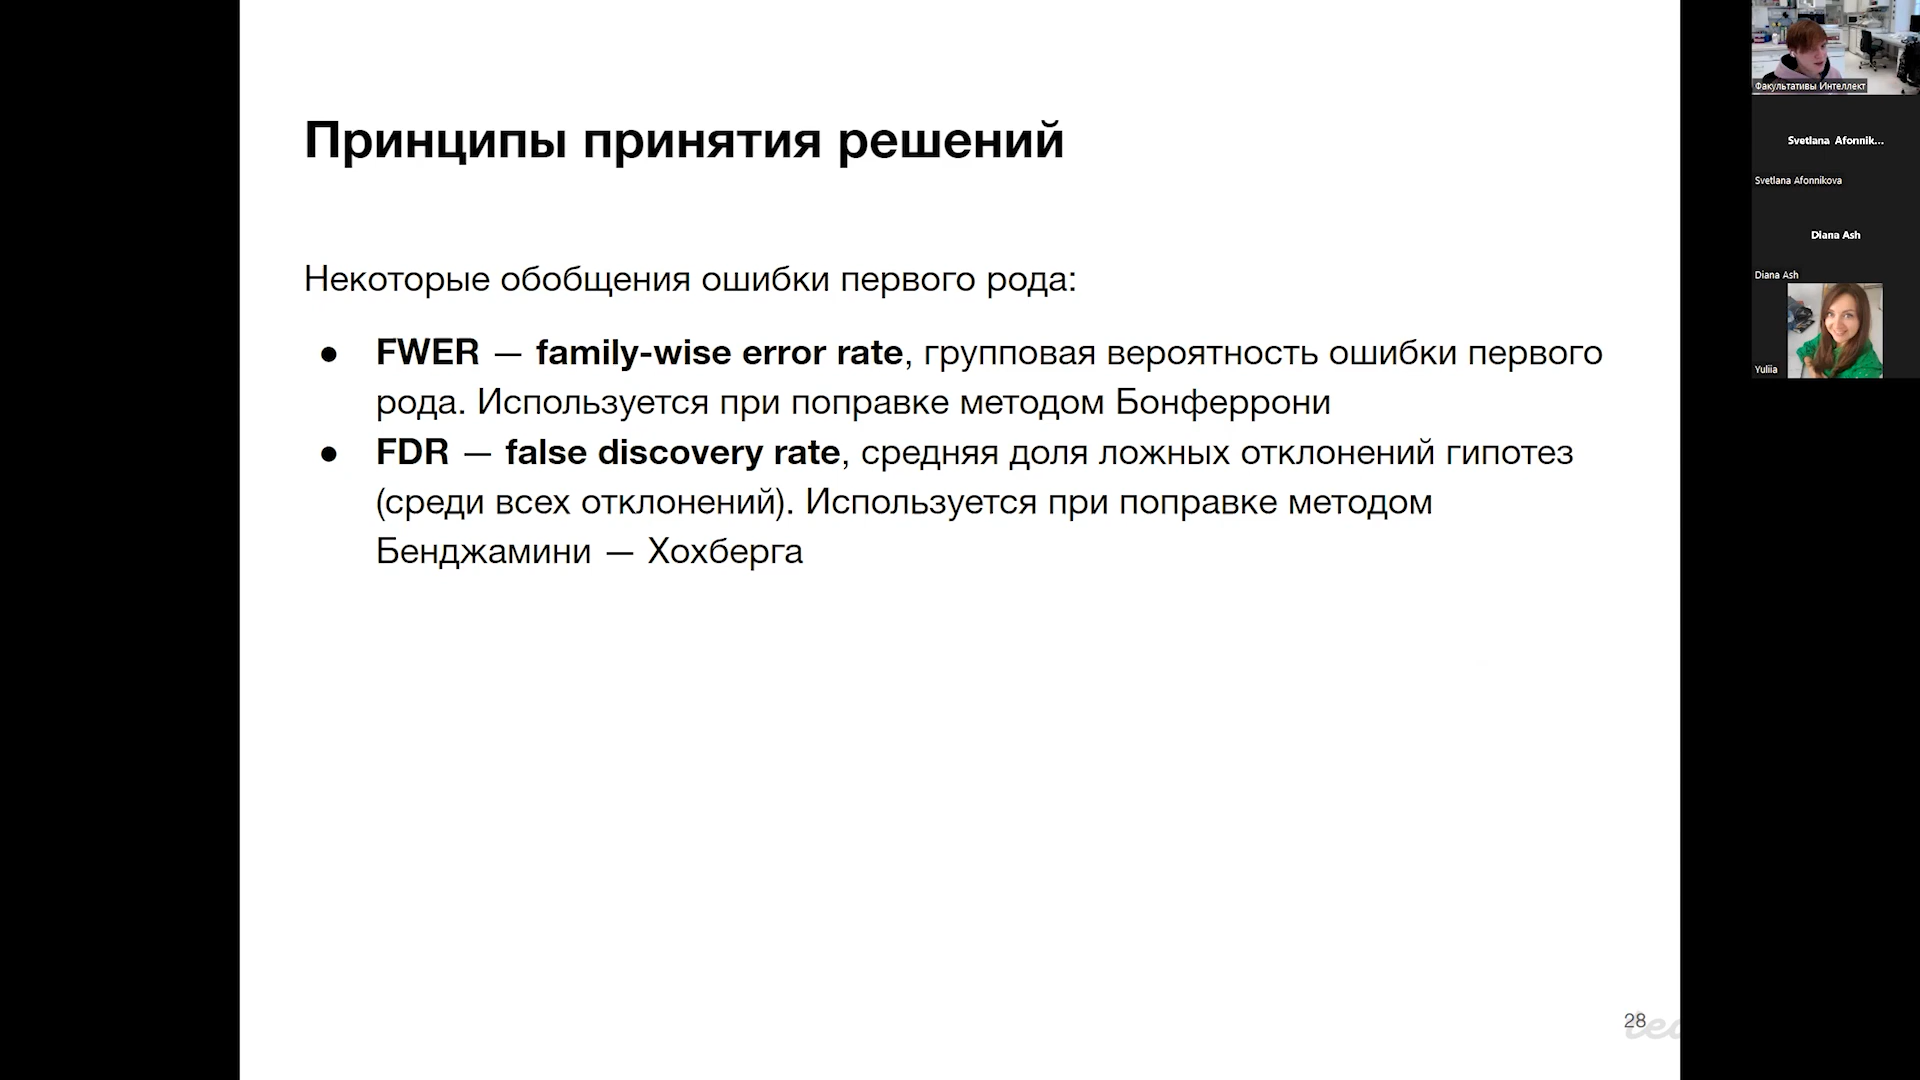 Принципы принятия решений
Некоторые обобщения ошибки первого рода:
● FWER — family-wise error rate, групповая вероятность ошибки первого
рода. Используется при поправке методом Бонферрони
● FDR — false discovery rate, средняя доля ложных отклонений гипотез
(среди всех отклонений). Используется при поправке методом
Бенджамини — Хохберга
28
Факультативы Интеллект
Svetlana Afonnik...
Svetlana Afonnikova
Diana Ash
Diana Ash
Yuliia